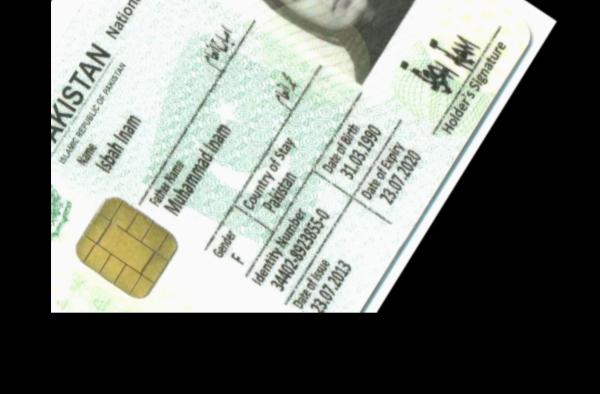 AKISTAN Nation
ISLAMIC REPUBLIC OF PAKISTAN
Name
Isbah Inam
Father Name
Muhammad Inam
Gender
F
Country of Stay
Pakistan
Identity Number
34402-8923855-0
Date of Birth
31.03.1990
Date of Issue
23.07.2013
Date of Expiry
23.07.2020
Holder's Signature